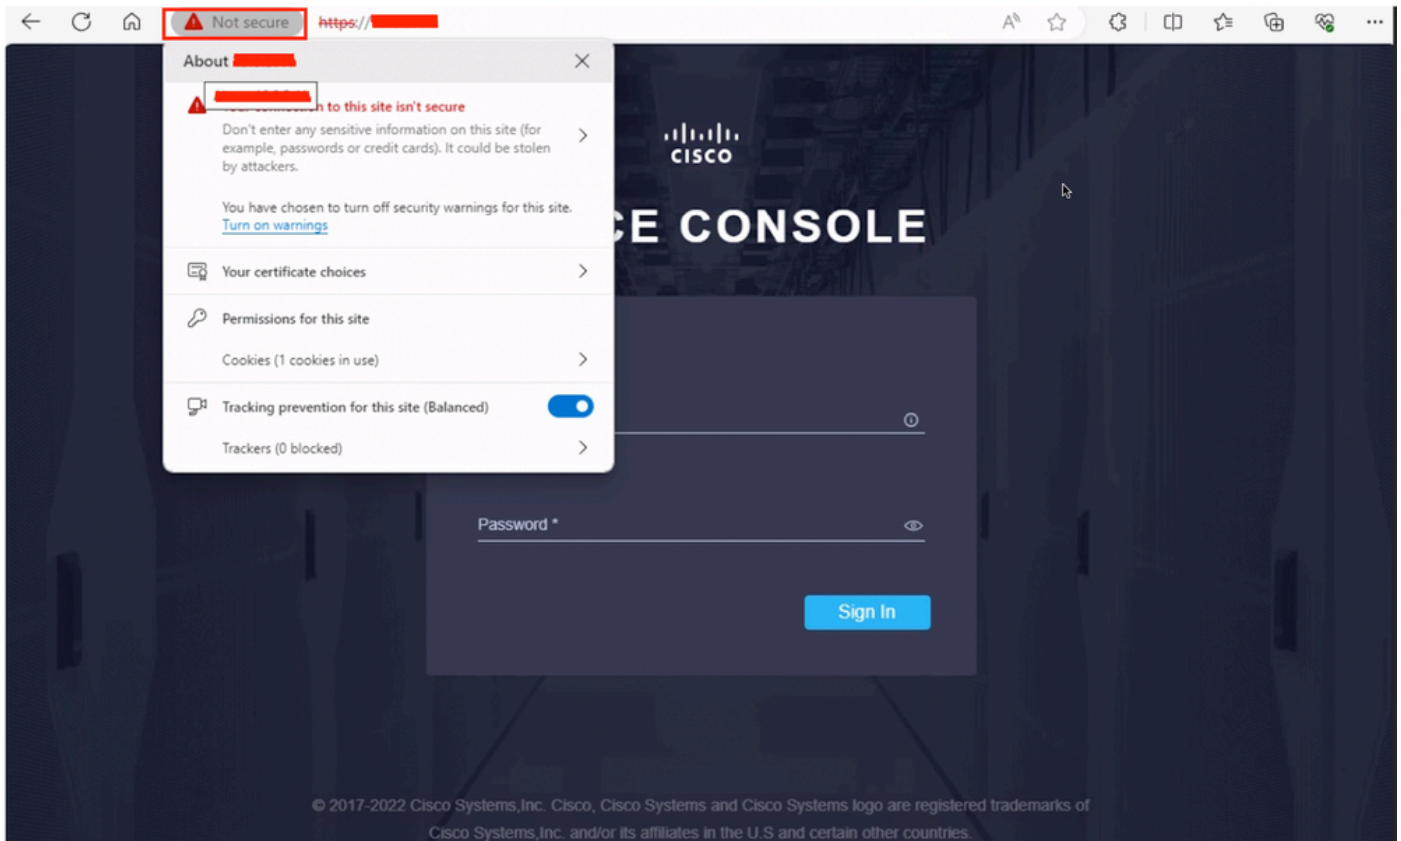 Not secure https://
About
n to this site isn't secure
Don't enter any sensitive information on this site (for
example, passwords or credit cards). It could be stolen
by attackers.
You have chosen to turn off security warnings for this site.
Turn on warnings
Your certificate choices
Permissions for this site
Cookies (1 cookies in use)
Tracking prevention for this site (Balanced)
Trackers (0 blocked)
CISCO
CE CONSOLE
Password *
Sign In
© 2017-2022 Cisco Systems,Inc. Cisco, Cisco Systems and Cisco Systems logo are registered trademarks of
Cisco Systems,Inc. and/or its affiliates in the U.S and certain other countries.